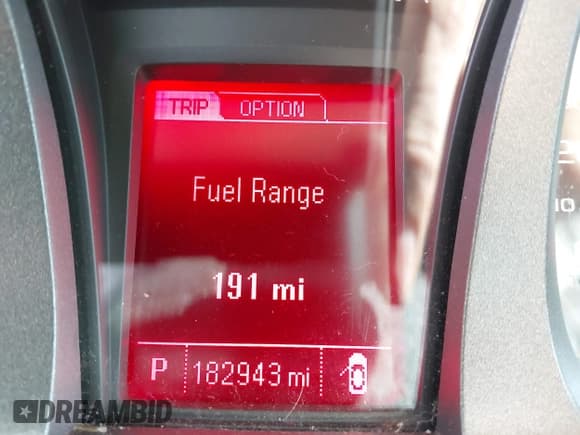 TRIP OPTION
Fuel Range
191 mi
P 182943 mi
DREAMBID